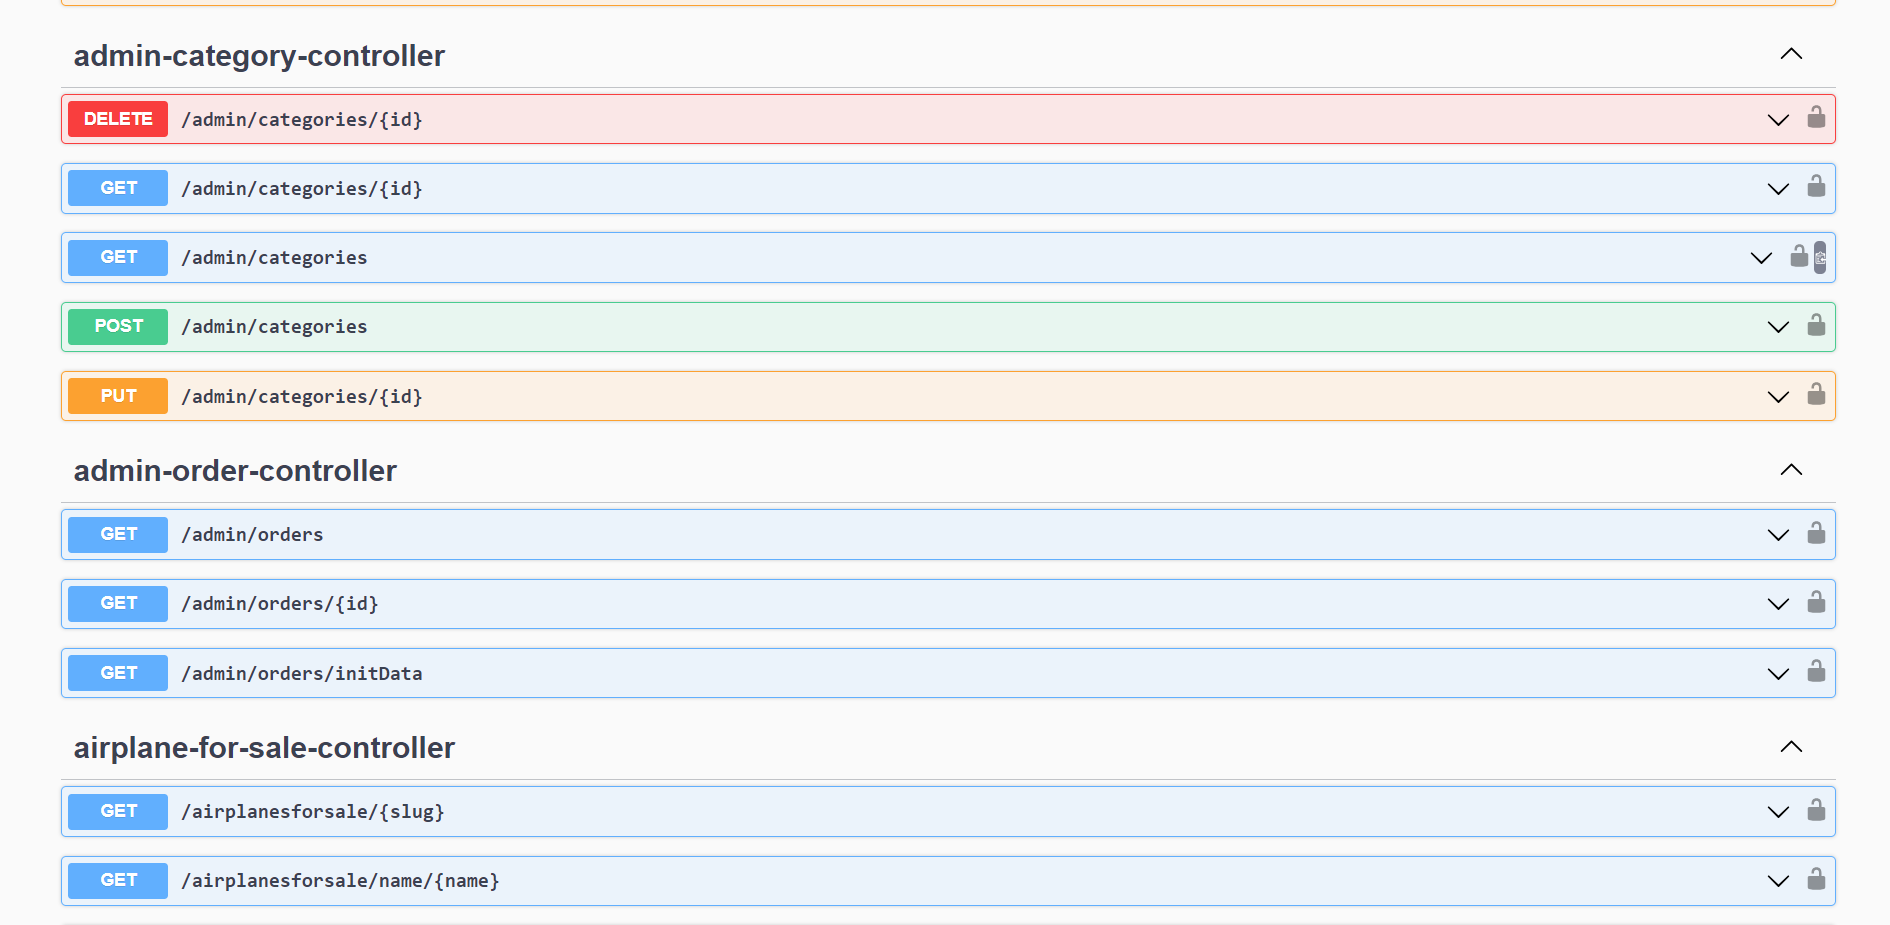 admin-category-controller
DELETE /admin/categories/{id}
GET /admin/categories/{id}
GET /admin/categories
POST /admin/categories
PUT /admin/categories/{id}
admin-order-controller
GET /admin/orders
GET /admin/orders/{id}
GET /admin/orders/initData
airplane-for-sale-controller
GET /airplanesforsale/{slug}
GET /airplanesforsale/name/{name}